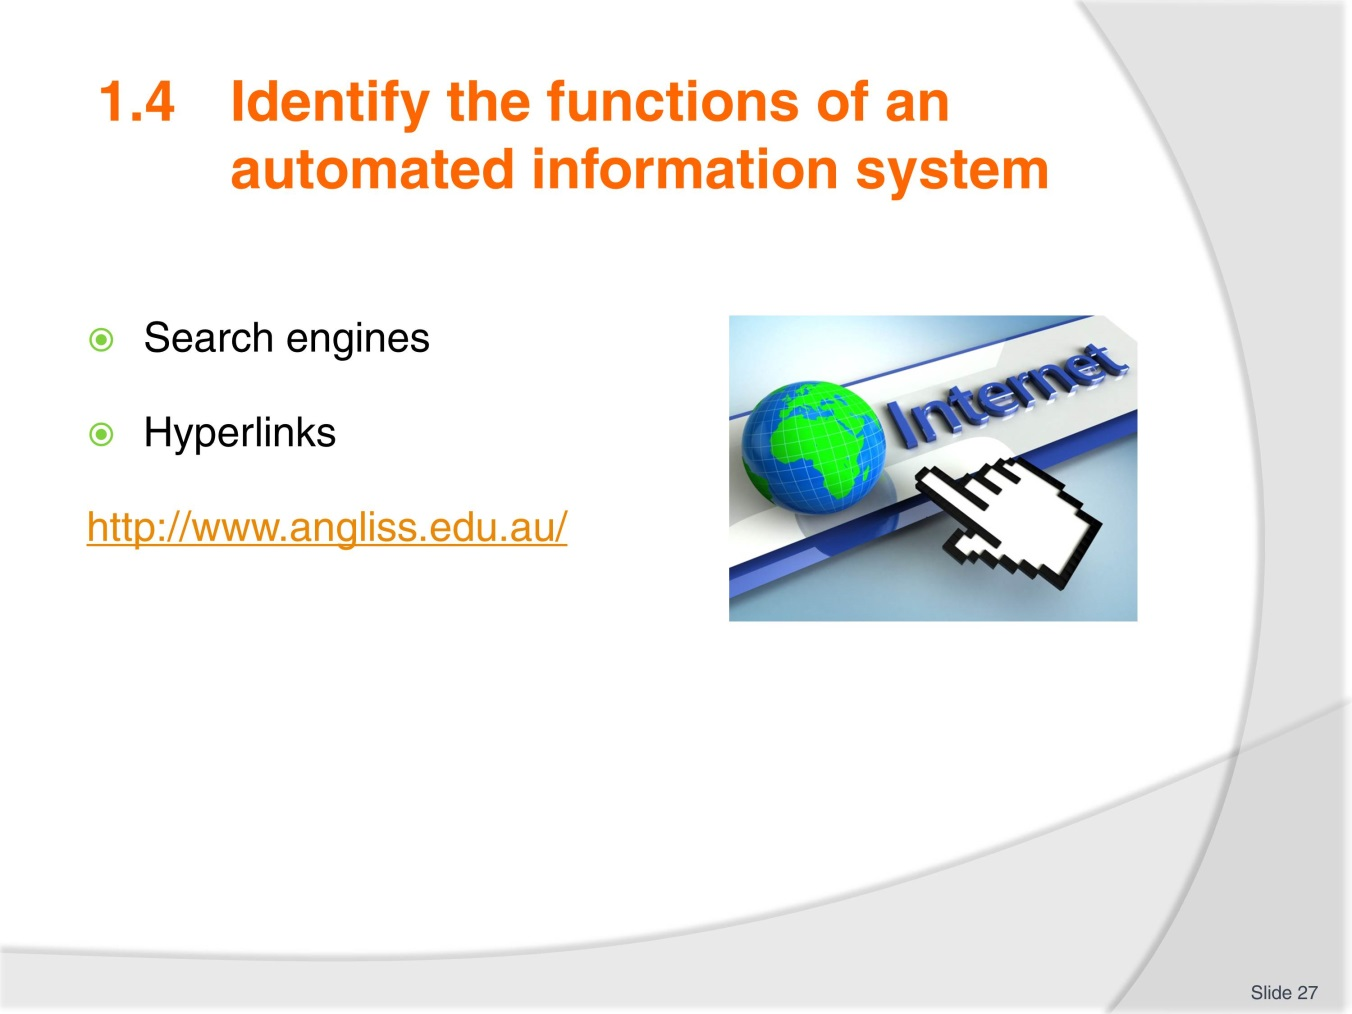 1.4 Identify the functions of an
automated information system
Search engines
Hyperlinks
http://www.angliss.edu.au/
Internet
Slide 27